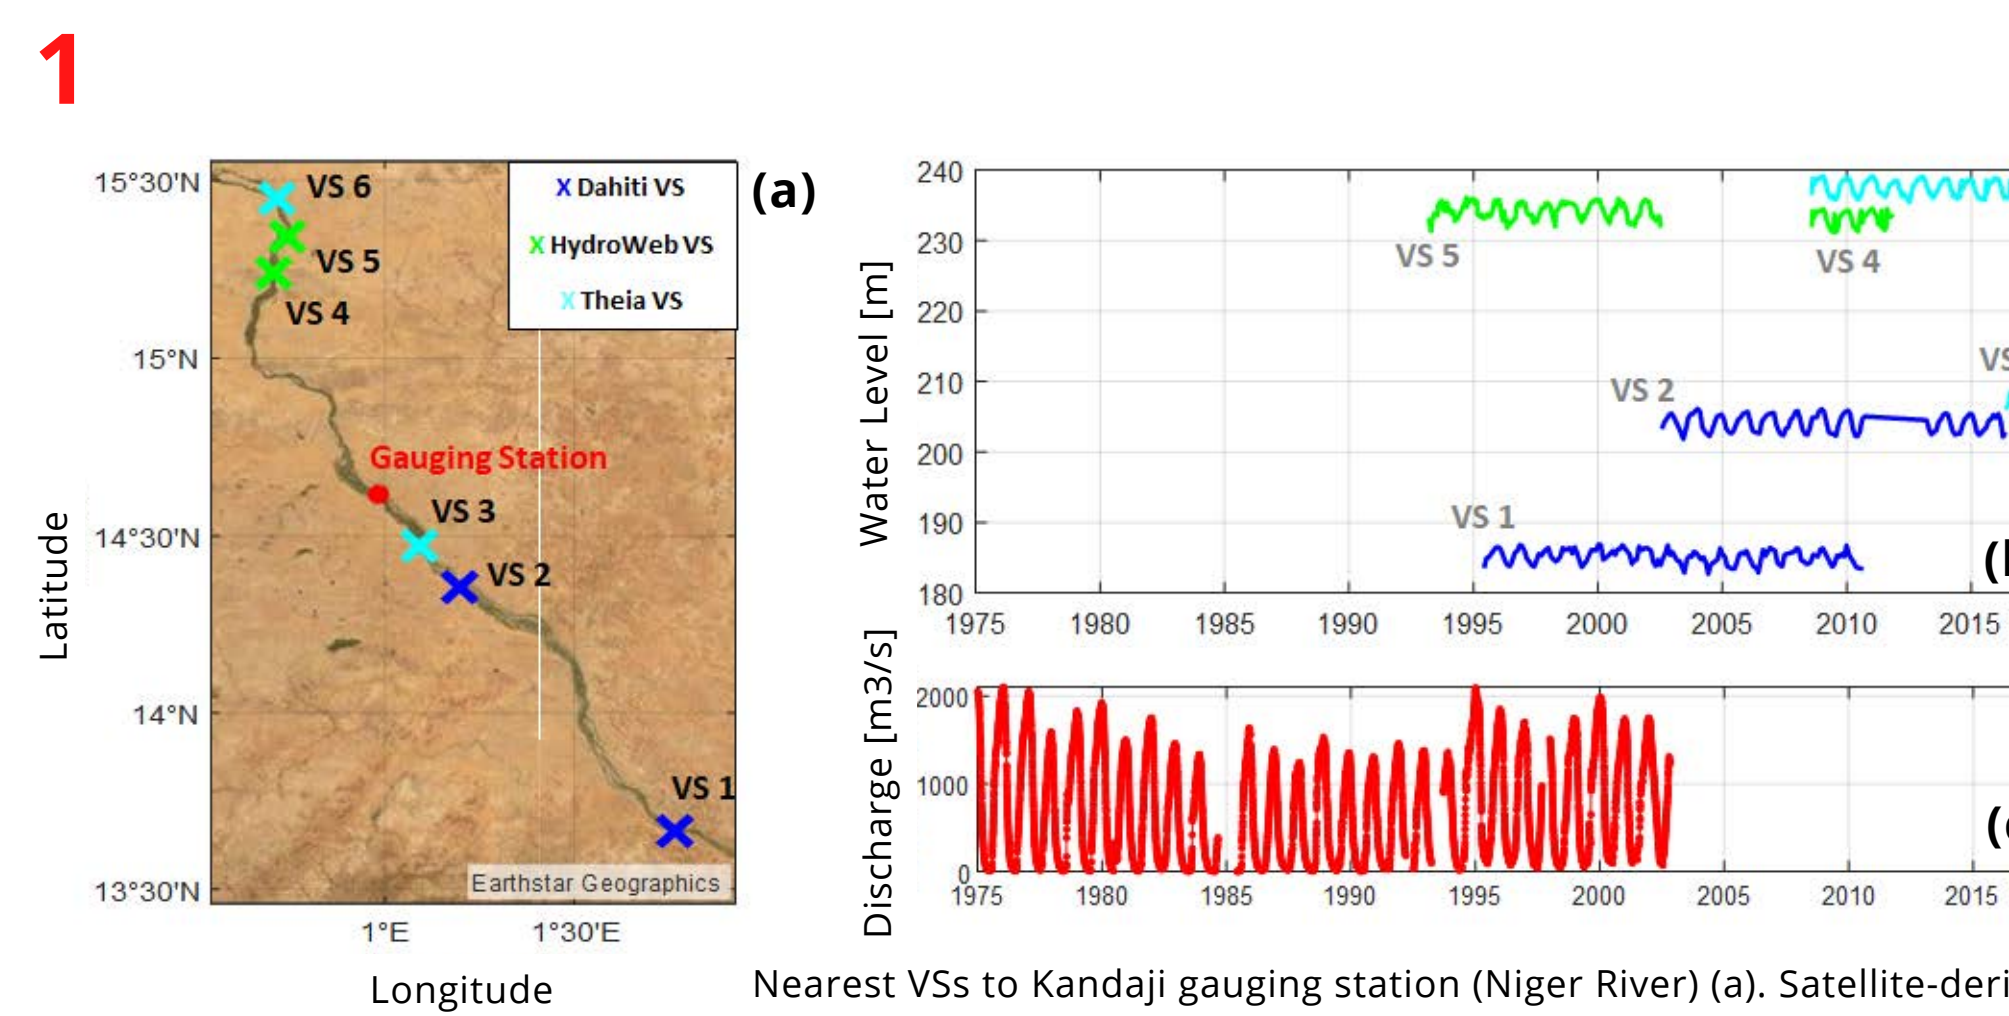 1
15°30'N
15°N
14°30'N
14°N
13°30'N
Latitude
1°E
1°30'E
Longitude
VS 6
VS 5
VS 4
Gauging Station
VS 3
VS 2
VS 1
X Dahiti VS
X HydroWeb VS
X Theia VS
Earthstar Geographics
(a)
Water Level [m]
240
230
220
210
200
190
180
VS 5
VS 4
VS 2
VS
VS 1
1975 1980 1985 1990 1995 2000 2005 2010 2015
Discharge [m3/s]
2000
1000
0
1975 1980 1985 1990 1995 2000 2005 2010 2015
Nearest VSs to Kandaji gauging station (Niger River) (a). Satellite-deri